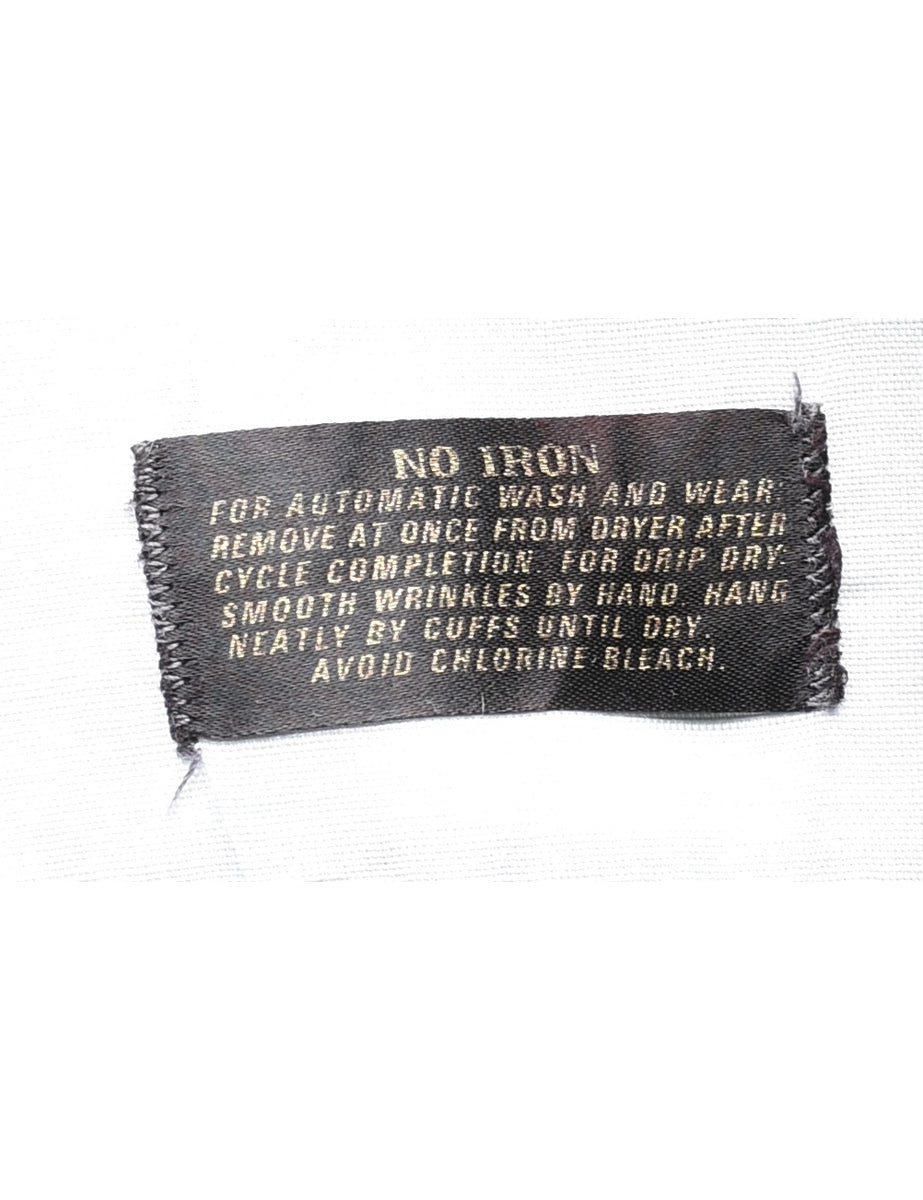 NO IRON
FOR AUTOMATIC WASH AND WEAR:
REMOVE AT ONCE FROM DRYER AFTER
CYCLE COMPLETION. FOR DRIP DRY:
SMOOTH WRINKLES BY HAND. HANG
NEATLY BY CUFFS UNTIL DRY.
AVOID CHLORINE BLEACH.